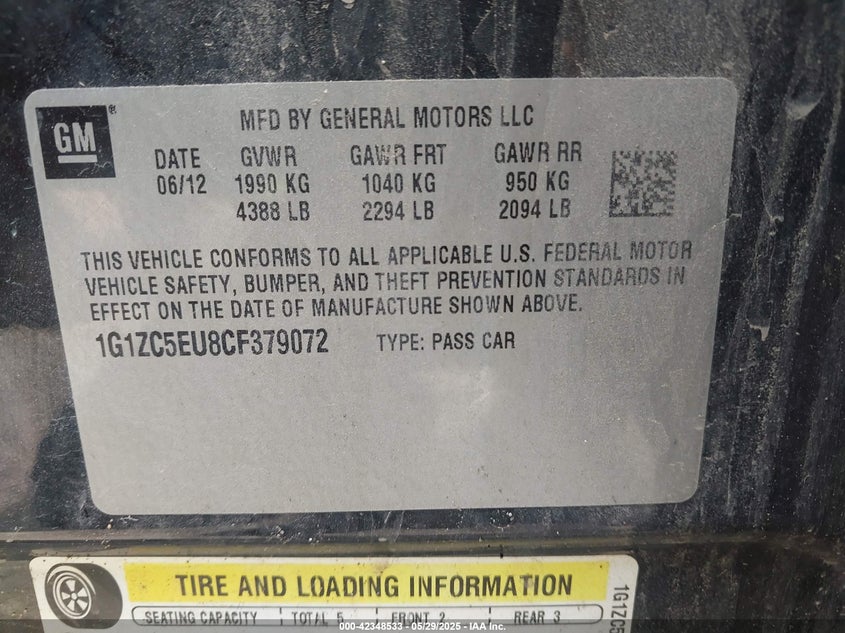 GM
MFD BY GENERAL MOTORS LLC
DATE GVWR GAWR FRT GAWR RR
06/12 1990 KG 1040 KG 950 KG
4388 LB 2294 LB 2094 LB
THIS VEHICLE CONFORMS TO ALL APPLICABLE U.S. FEDERAL MOTOR
VEHICLE SAFETY, BUMPER, AND THEFT PREVENTION STANDARDS IN
EFFECT ON THE DATE OF MANUFACTURE SHOWN ABOVE.
1G1ZC5EU8CF379072 TYPE: PASS CAR
TIRE AND LOADING INFORMATION
SEATING CAPACITY TOTAL 5 FRONT 2 REAR 3
1G1ZC5
000-42348533 - 05/29/2025 - IAA Inc.